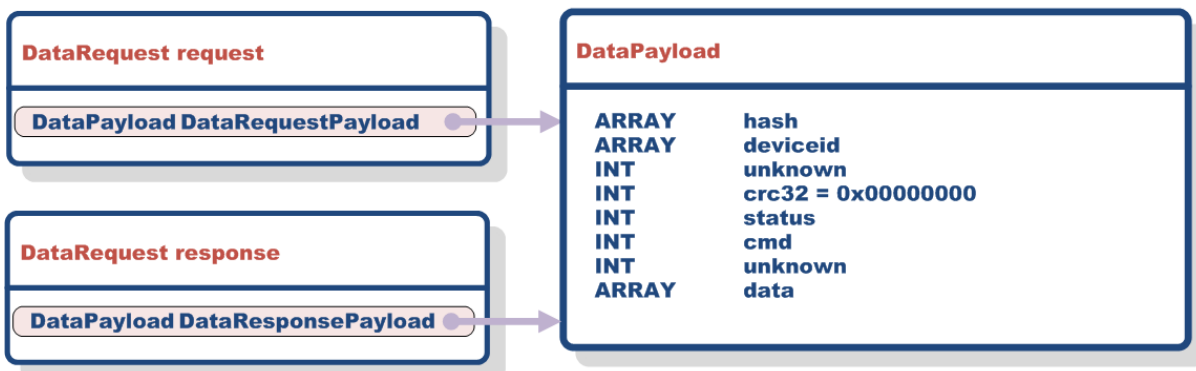 DataRequest request
DataPayload DataRequestPayload
DataRequest response
DataPayload DataResponsePayload
DataPayload
ARRAY hash
ARRAY deviceid
INT unknown
INT crc32 = 0x00000000
INT status
INT cmd
INT unknown
ARRAY data